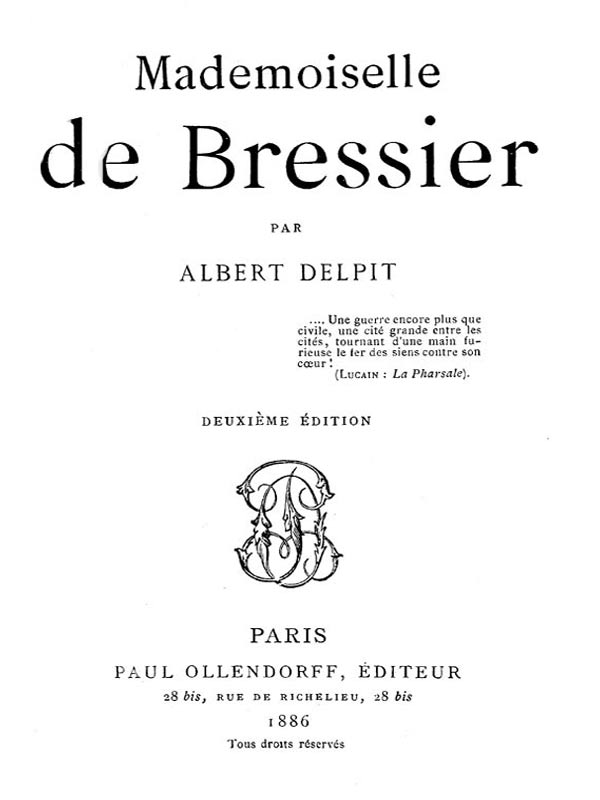 Mademoiselle
de Bressier
PAR
ALBERT DELPIT
.... Une guerre encore plus que
civile, une cité grande entre les
cités, tournant d'une main fu-
rieuse le fer des siens contre son
cœur !
(LUCAIN : La Pharsale).
DEUXIÈME ÉDITION
PARIS
PAUL OLLENDORFF, ÉDITEUR
28 bis, RUE DE RICHELIEU, 28 bis
1886
Tous droits réservés